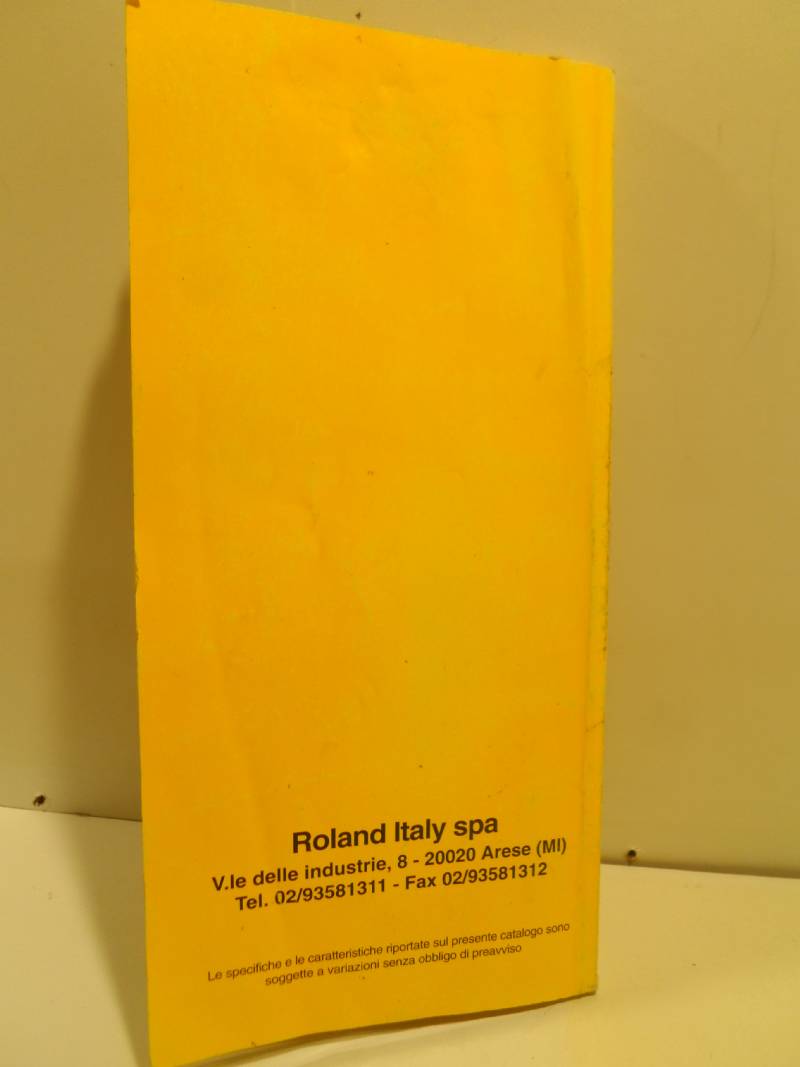 Roland Italy spa
V.le delle industrie, 8 - 20020 Arese (MI)
Tel. 02/93581311 - Fax 02/93581312
Le specifiche e le caratteristiche riportate sul presente catalogo sono
soggette a variazioni senza obbligo di preavviso